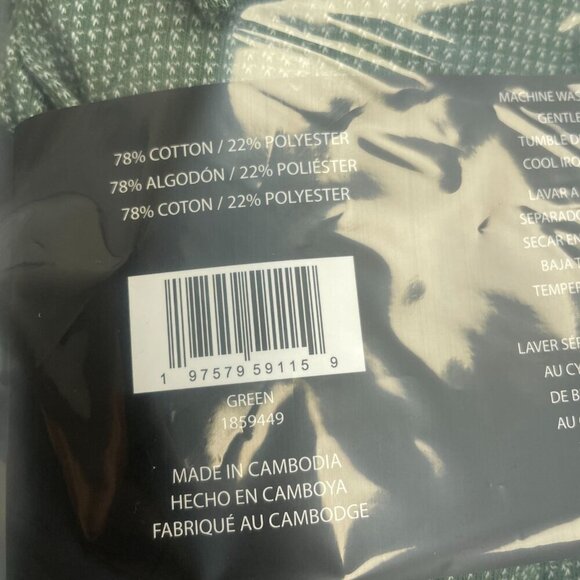 78% COTTON / 22% POLYESTER
78% ALGODÓN / 22% POLIÉSTER
78% COTON / 22% POLYESTER
1 97579 59115 9
GREEN
1859449
MADE IN CAMBODIA
HECHO EN CAMBOYA
FABRIQUÉ AU CAMBODGE
MACHINE WAS
GENTLE
TUMBLE D
COOL IRO
LAVAR A
SEPARADO
SECAR EN
BAJA T
TEMPER
LAVER SÉP
AU CY
DE B
AU